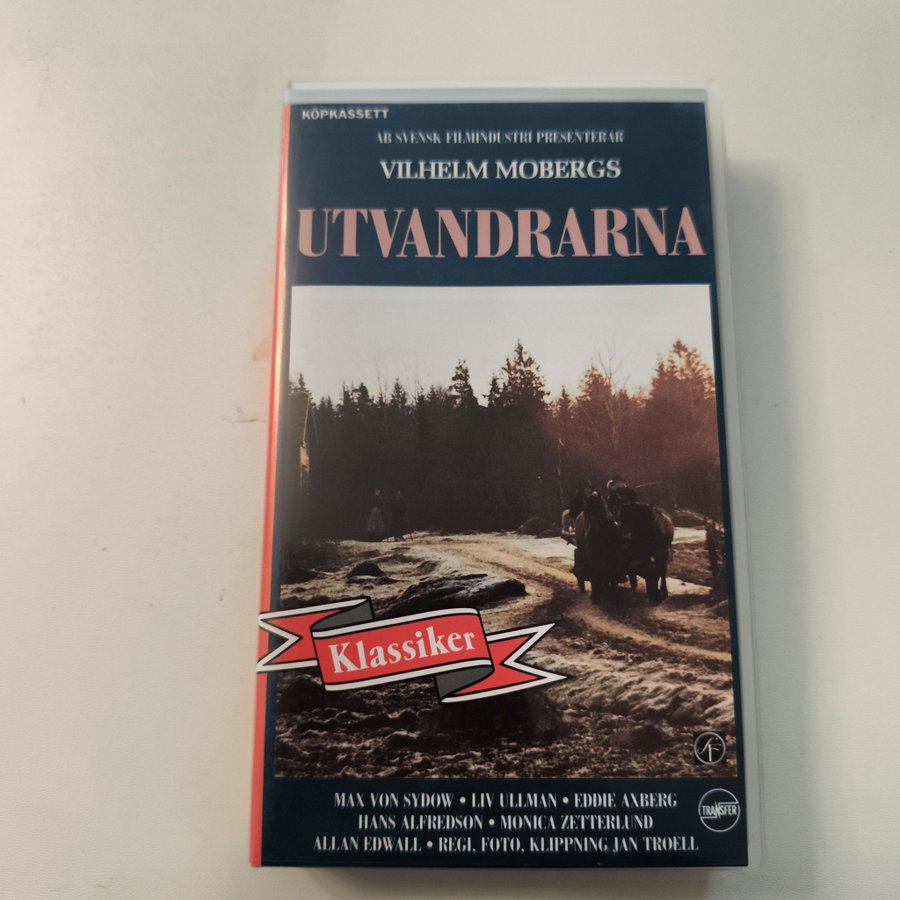 KÖPKASSETT
AB SVENSK FILMINDUSTRI PRESENTERAR
VILHELM MOBERGS
UTVANDRARNA
Klassiker
SF
TRANSFER
MAX VON SYDOW • LIV ULLMAN • EDDIE AXBERG
HANS ALFREDSON • MONICA ZETTERLUND
ALLAN EDWALL • REGI, FOTO, KLIPPNING JAN TROELL